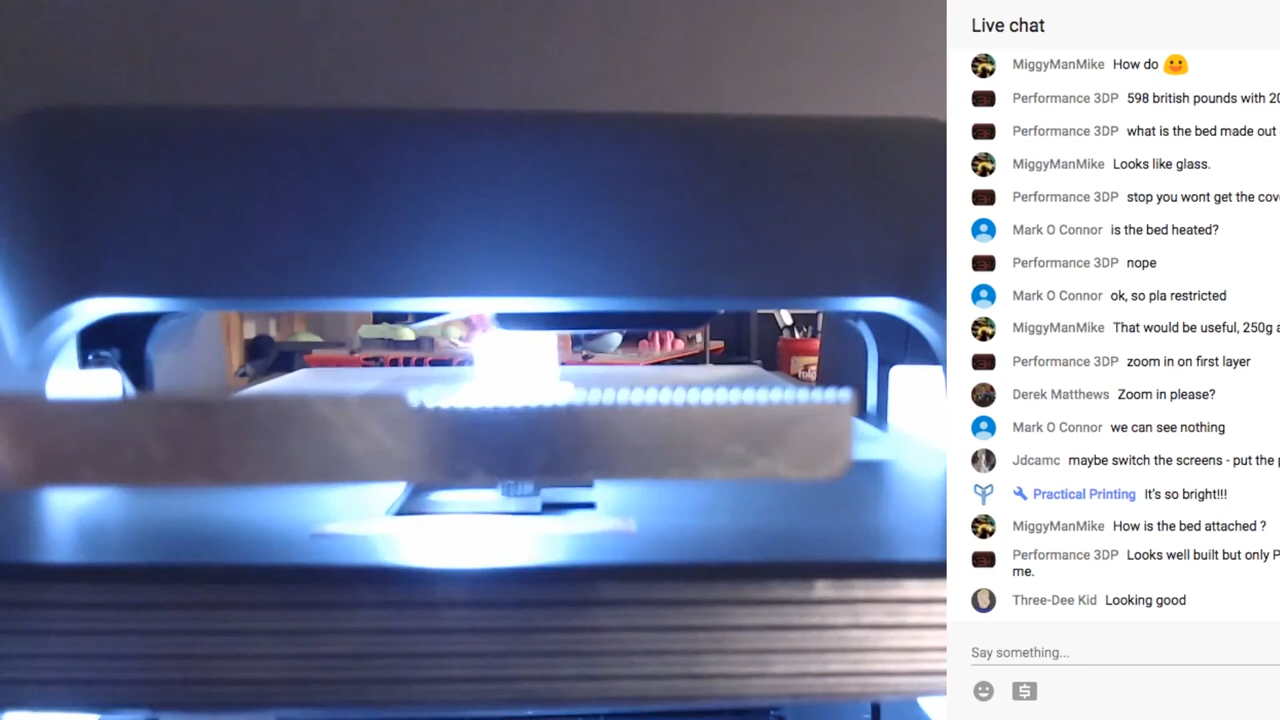 Live chat
MiggyManMike How do
Performance 3DP 598 british pounds with 20
Performance 3DP what is the bed made out
MiggyManMike Looks like glass.
Performance 3DP stop you wont get the cov
Mark O Connor is the bed heated?
Performance 3DP nope
Mark O Connor ok, so pla restricted
MiggyManMike That would be useful, 250g a
Performance 3DP zoom in on first layer
Derek Matthews Zoom in please?
Mark O Connor we can see nothing
Jdcamc maybe switch the screens - put the p
Practical Printing It's so bright!!!
MiggyManMike How is the bed attached ?
Performance 3DP Looks well built but only P
me.
Three-Dee Kid Looking good
Say something...